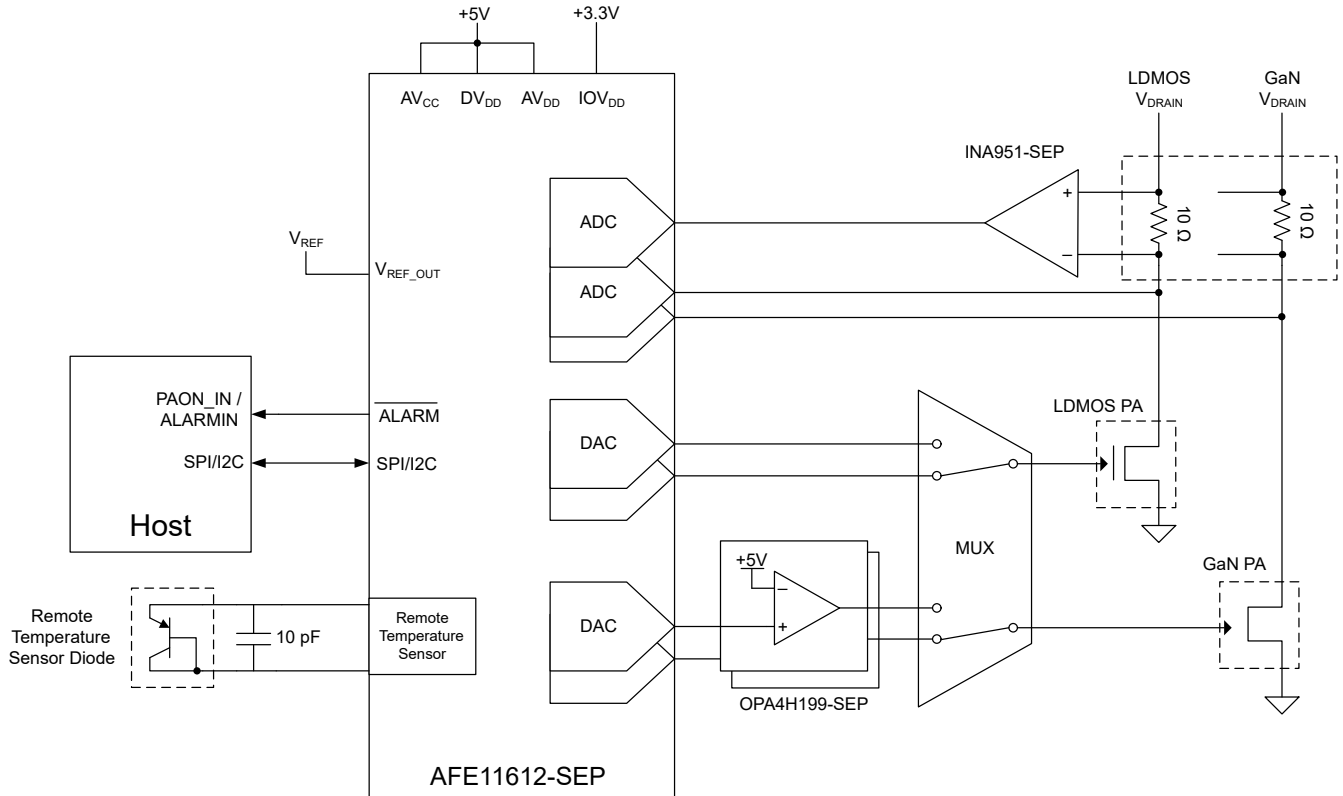 +5V
+3.3V
AVCC
DVDD
AVDD
IOVDD
LDMOS
VDRAIN
GaN
VDRAIN
INA951-SEP
+
−
10 Ω
10 Ω
ADC
ADC
VREF
VREF_OUT
PAON_IN /
ALARMIN
ALARM
SPI/I2C
SPI/I2C
Host
DAC
LDMOS PA
MUX
GaN PA
+5V
−
+
DAC
OPA4H199-SEP
Remote
Temperature
Sensor Diode
10 pF
Remote
Temperature
Sensor
AFE11612-SEP